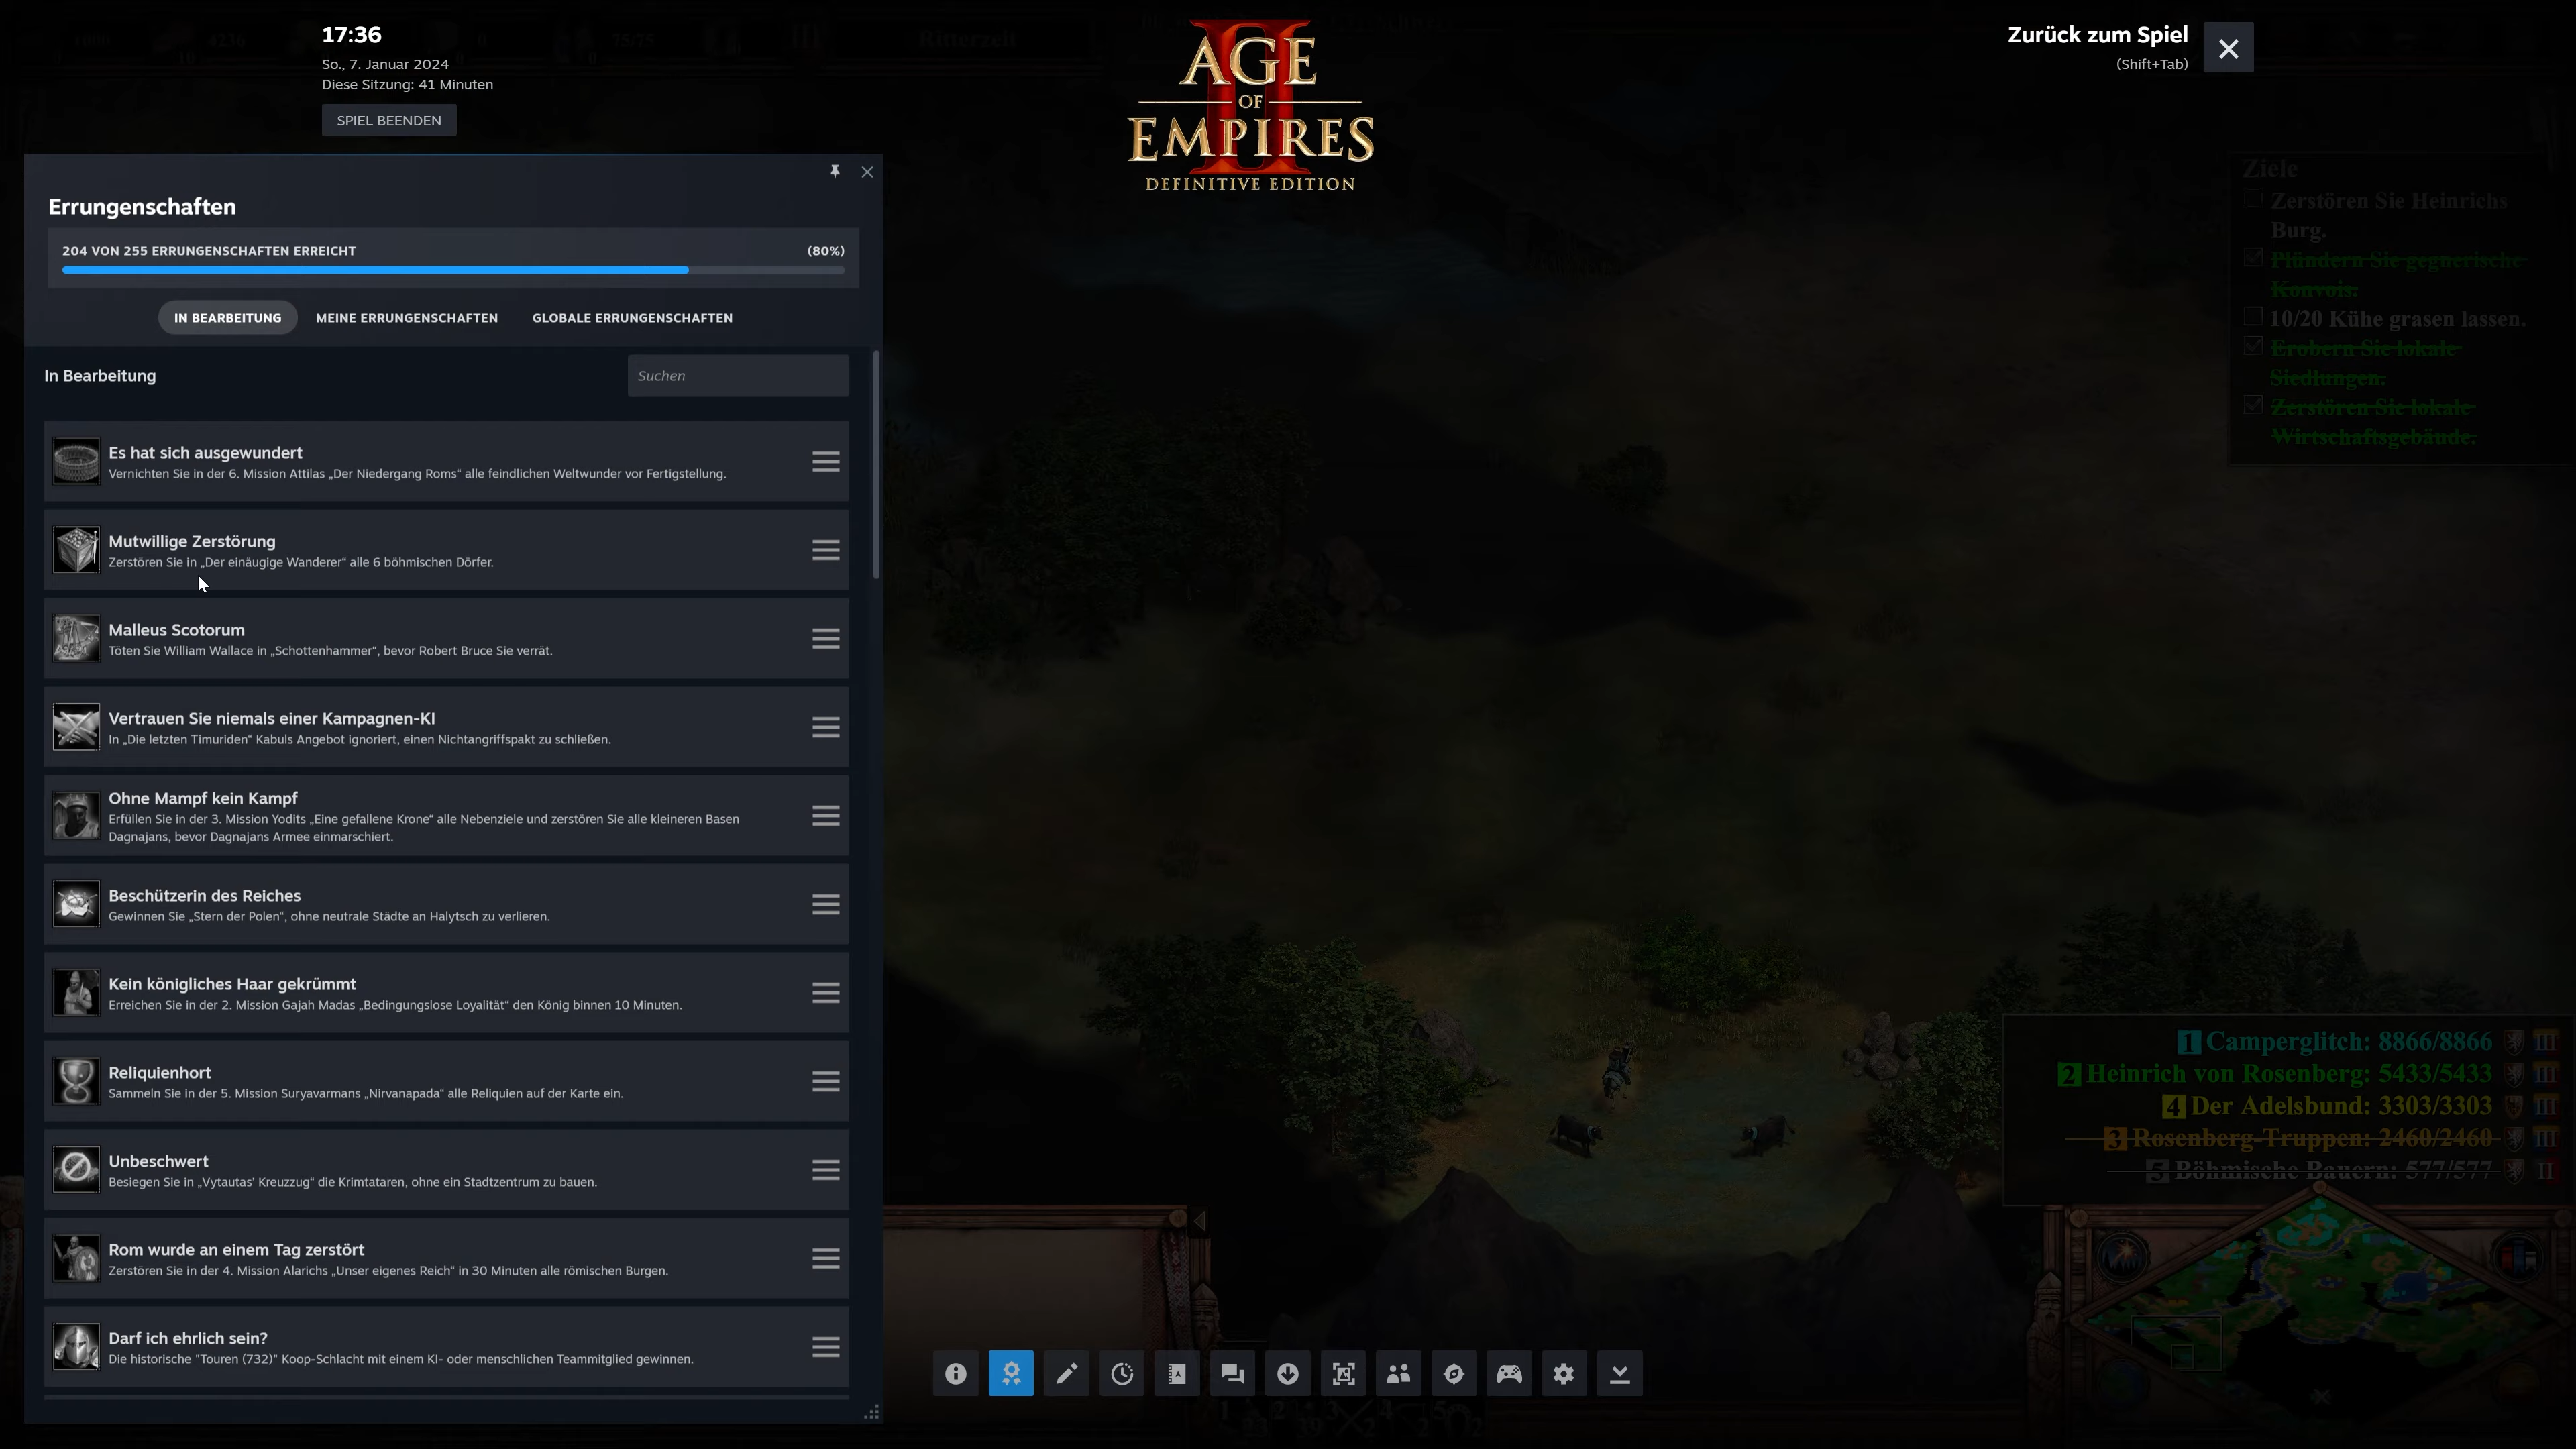 17:36
So., 7. Januar 2024
Diese Sitzung: 41 Minuten
SPIEL BEENDEN
AGE
OF
EMPIRES
II
DEFINITIVE EDITION
Zurück zum Spiel
(Shift+Tab)
Ritterzeit
75/75
Errungenschaften
204 VON 255 ERRUNGENSCHAFTEN ERREICHT
(80%)
IN BEARBEITUNG
MEINE ERRUNGENSCHAFTEN
GLOBALE ERRUNGENSCHAFTEN
In Bearbeitung
Suchen
Es hat sich ausgewundert
Vernichten Sie in der 6. Mission Attilas „Der Niedergang Roms“ alle feindlichen Weltwunder vor Fertigstellung.
Mutwillige Zerstörung
Zerstören Sie in „Der einäugige Wanderer“ alle 6 böhmischen Dörfer.
Malleus Scotorum
Töten Sie William Wallace in „Schottenhammer“, bevor Robert Bruce Sie verrät.
Vertrauen Sie niemals einer Kampagnen-KI
In „Die letzten Timuriden“ Kabuls Angebot ignoriert, einen Nichtangriffspakt zu schließen.
Ohne Mampf kein Kampf
Erfüllen Sie in der 3. Mission Yodits „Eine gefallene Krone“ alle Nebenziele und zerstören Sie alle kleineren Basen
Dagnajans, bevor Dagnajans Armee einmarschiert.
Beschützerin des Reiches
Gewinnen Sie „Stern der Polen“, ohne neutrale Städte an Halytsch zu verlieren.
Kein königliches Haar gekrümmt
Erreichen Sie in der 2. Mission Gajah Madas „Bedingungslose Loyalität“ den König binnen 10 Minuten.
Reliquienhort
Sammeln Sie in der 5. Mission Suryavarmans „Nirvanapada“ alle Reliquien auf der Karte ein.
Unbeschwert
Besiegen Sie in „Vytautas’ Kreuzzug“ die Krimtataren, ohne ein Stadtzentrum zu bauen.
Rom wurde an einem Tag zerstört
Zerstören Sie in der 4. Mission Alarichs „Unser eigenes Reich“ in 30 Minuten alle römischen Burgen.
Darf ich ehrlich sein?
Die historische "Touren (732)" Koop-Schlacht mit einem KI- oder menschlichen Teammitglied gewinnen.
Ziele
Zerstören Sie Heinrichs
Burg.
Plündern Sie gegnerische
Konvois.
10/20 Kühe grasen lassen.
Erobern Sie lokale
Siedlungen.
Zerstören Sie lokale
Wirtschaftsgebäude.
1 Camperglitch: 8866/8866 III
2 Heinrich von Rosenberg: 5433/5433 III
4 Der Adelsbund: 3303/3303 III
3 Rosenberg-Truppen: 2460/2460 III
5 Böhmische Bauern: 577/577 II